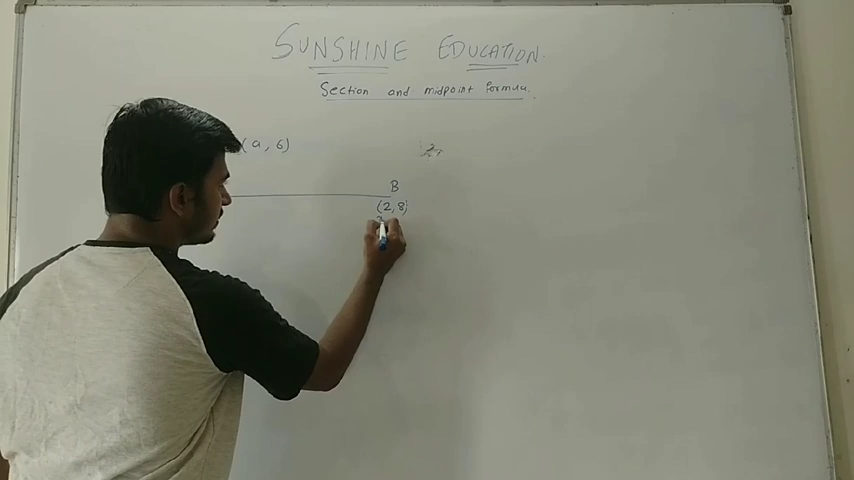 SUNSHINE EDUCATION.
Section and midpoint formula.
(a, 6)
B
(2,8)